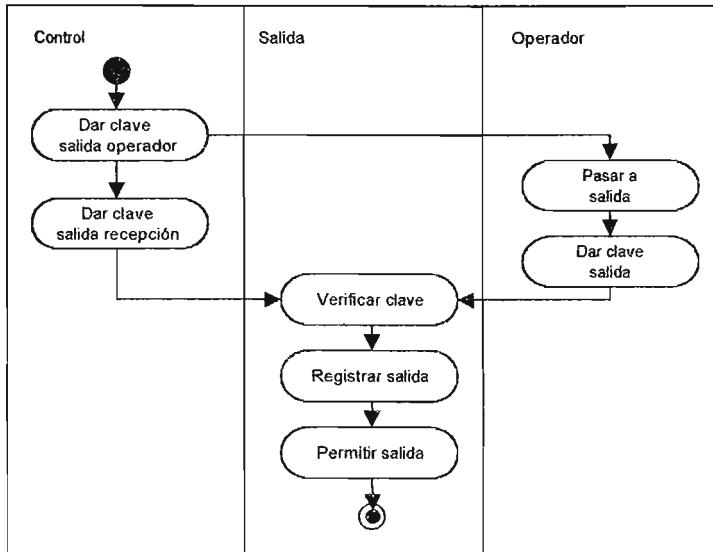 Control
Salida
Operador
Dar clave
salida operador
Pasar a
salida
Dar clave
salida recepción
Dar clave
salida
Verificar clave
Registrar salida
Permitir salida